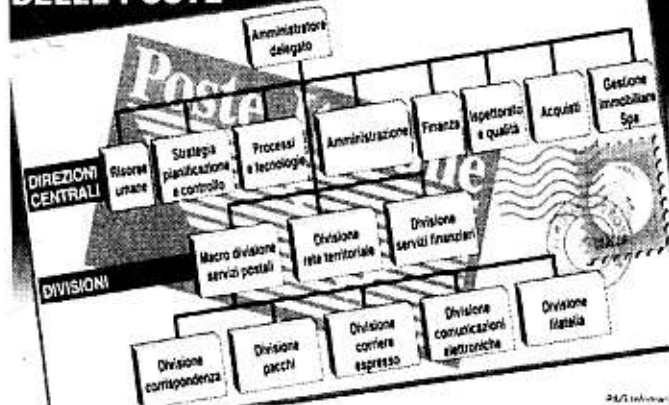 DELLE POSTE
Amministratore
delegato
Poste
DIREZIONI
CENTRALI
Risorse
umane
Strategia
pianificazione
e controllo
Processi
e tecnologie
Amministrazione
Finanza
Ispettorato
e qualità
Acquisti
Gestione
immobiliare
Spa
DIVISIONI
Macro divisione
servizi postali
Divisione
rete territoriale
Divisione
servizi finanziari
Divisione
corrispondenza
Divisione
pacchi
Divisione
corriere
espresso
Divisione
comunicazioni
elettroniche
Divisione
filatelia